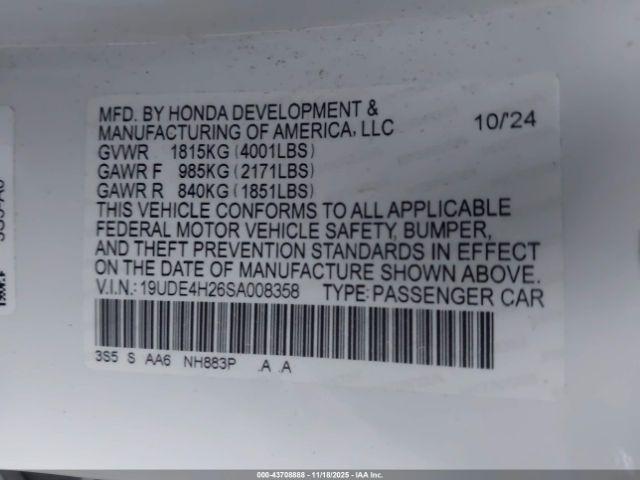 MFD. BY HONDA DEVELOPMENT &
MANUFACTURING OF AMERICA, LLC 10/'24
GVWR 1815KG (4001LBS)
GAWR F 985KG (2171LBS)
GAWR R 840KG (1851LBS)
THIS VEHICLE CONFORMS TO ALL APPLICABLE
FEDERAL MOTOR VEHICLE SAFETY, BUMPER,
AND THEFT PREVENTION STANDARDS IN EFFECT
ON THE DATE OF MANUFACTURE SHOWN ABOVE.
V.I.N.:19UDE4H26SA008358 TYPE:PASSENGER CAR
3S5 S AA6 NH883P .A .A
000-43708888 - 11/18/2025 - IAA Inc.